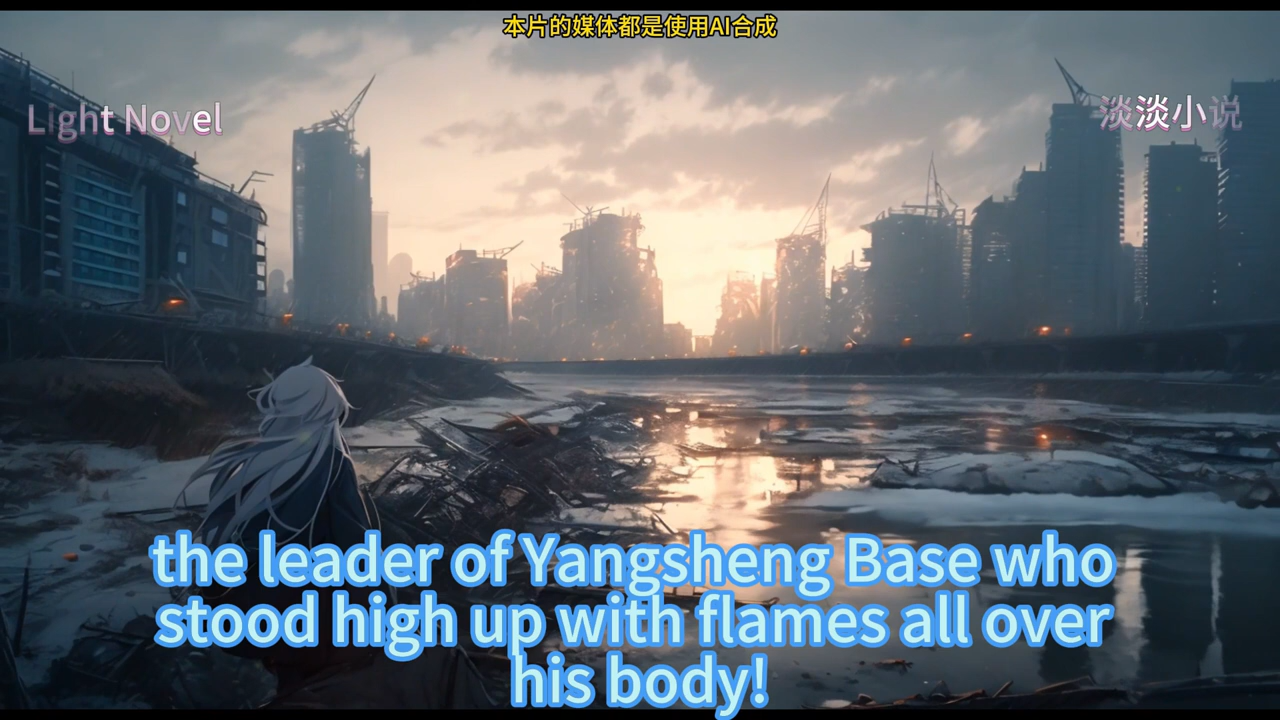 本片的媒体都是使用AI合成
Light Novel
淡淡小说
the leader of Yangsheng Base who
stood high up with flames all over
his body!